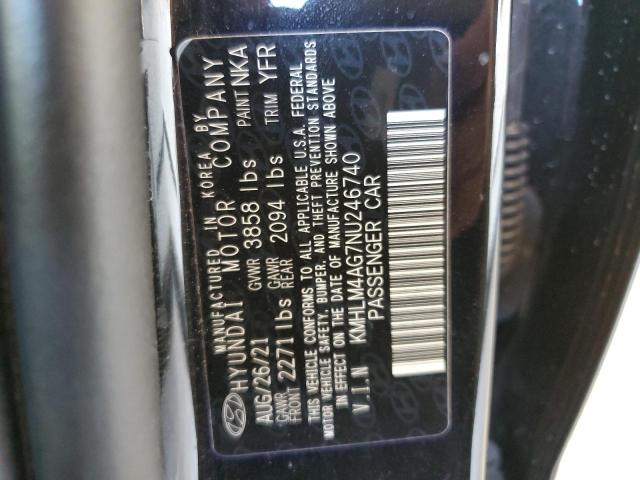 MANUFACTURED IN KOREA BY
HYUNDAI MOTOR COMPANY
AUG/26/21 GVWR 3858 lbs PAINT NKA
GAWR FRONT 2271 lbs GAWR REAR 2094 lbs TRIM YFR
THIS VEHICLE CONFORMS TO ALL APPLICABLE U.S.A. FEDERAL
MOTOR VEHICLE SAFETY, BUMPER, AND THEFT PREVENTION STANDARDS
IN EFFECT ON THE DATE OF MANUFACTURE SHOWN ABOVE
V.I.N KMHLM4AG7NU246740
PASSENGER CAR